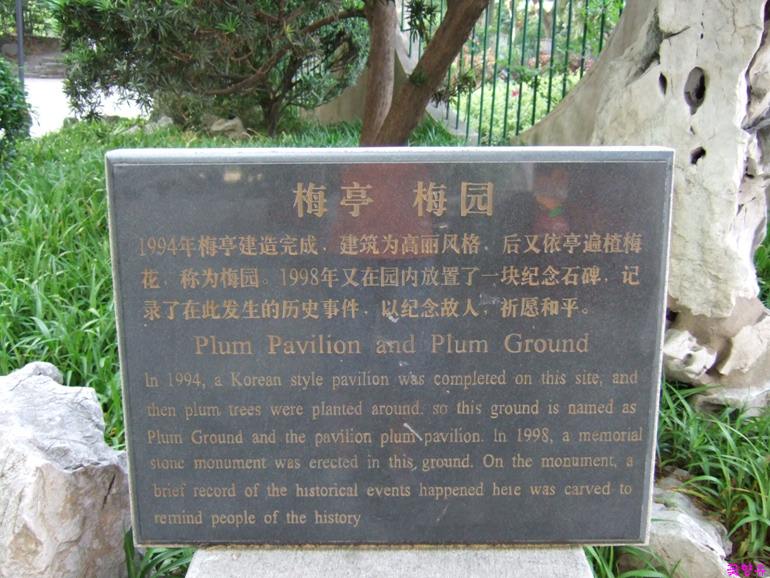 梅亭 梅园
1994年梅亭建造完成，建筑为高丽风格，后又依亭遍植梅
花，称为梅园。1998年又在园内放置了一块纪念石碑，记
录了在此发生的历史事件，以纪念故人，祈愿和平。
Plum Pavilion and Plum Ground
In 1994, a Korean style pavilion was completed on this site, and
then plum trees were planted around. so this ground is named as
Plum Ground and the pavilion plum pavilion. In 1998, a memorial
stone monument was erected in this ground. On the monument, a
brief record of the historical events happened here was carved to
remind people of the history